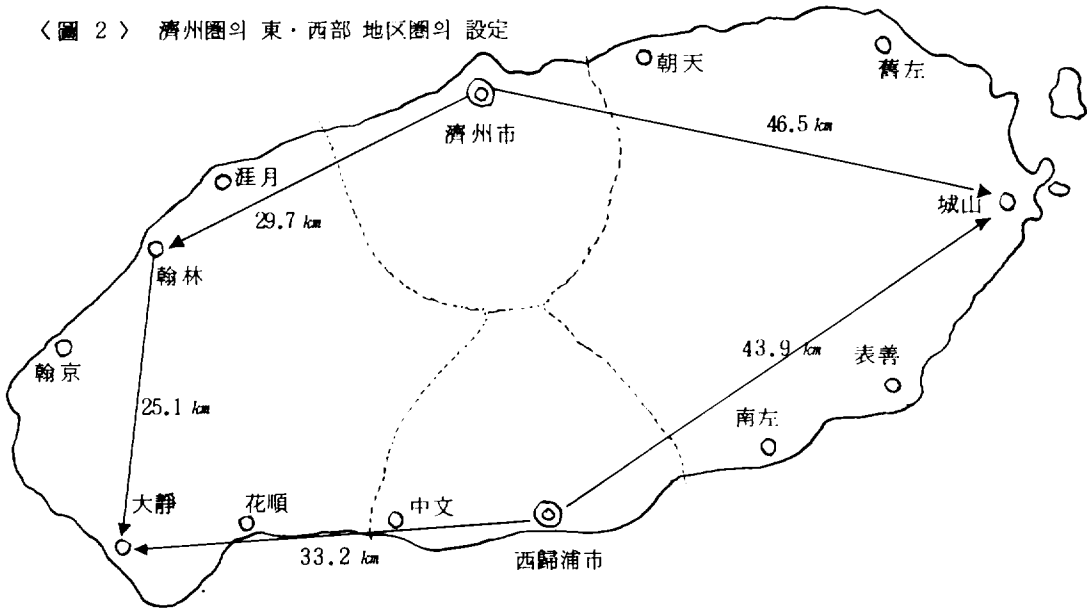 〈圖 2〉 濟州圈의 東·西部 地区圈의 設定
朝天
舊左
濟州市
46.5 km
涯月
城山
29.7 km
翰林
43.9 km
表善
翰京
25.1 km
南左
大靜
花順
中文
33.2 km
西歸浦市